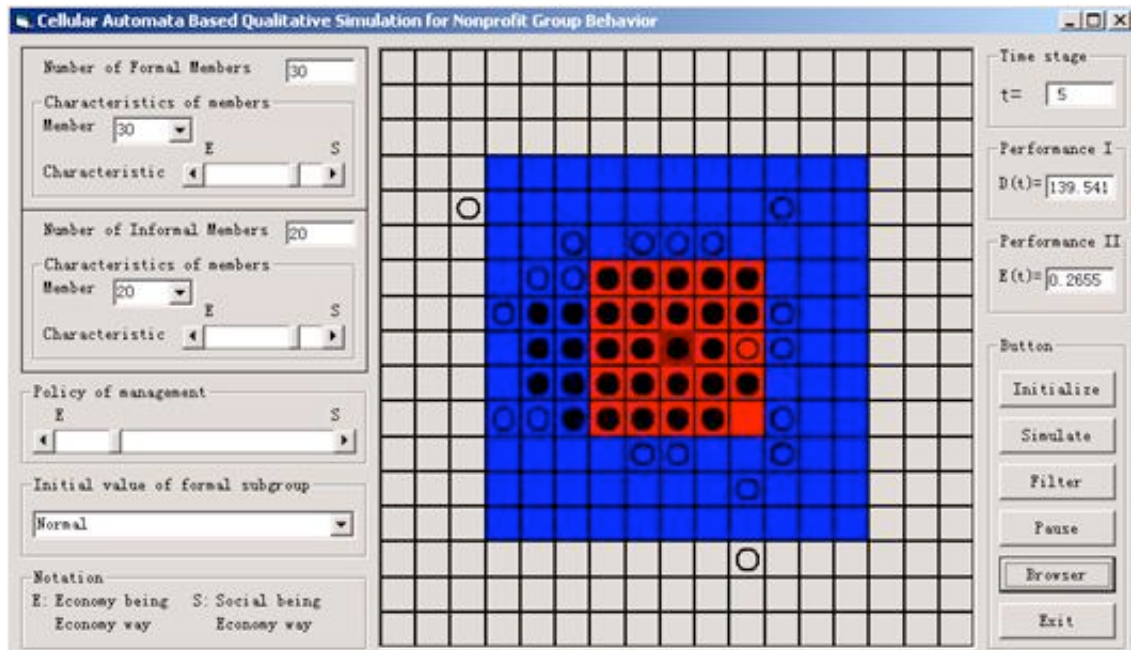 Cellular Automata Based Qualitative Simulation for Nonprofit Group Behavior
Number of Formal Members 30
Characteristics of members
Member 30
E S
Characteristic
Number of Informal Members 20
Characteristics of members
Member 20
E S
Characteristic
Policy of management
E S
Initial value of formal subgroup
Normal
Notation
E: Economy being S: Social being
Economy way Economy way
Time stage
t= 5
Performance I
D(t)= 139.541
Performance II
E(t)= 0.2655
Button
Initialize
Simulate
Filter
Pause
Browser
Exit